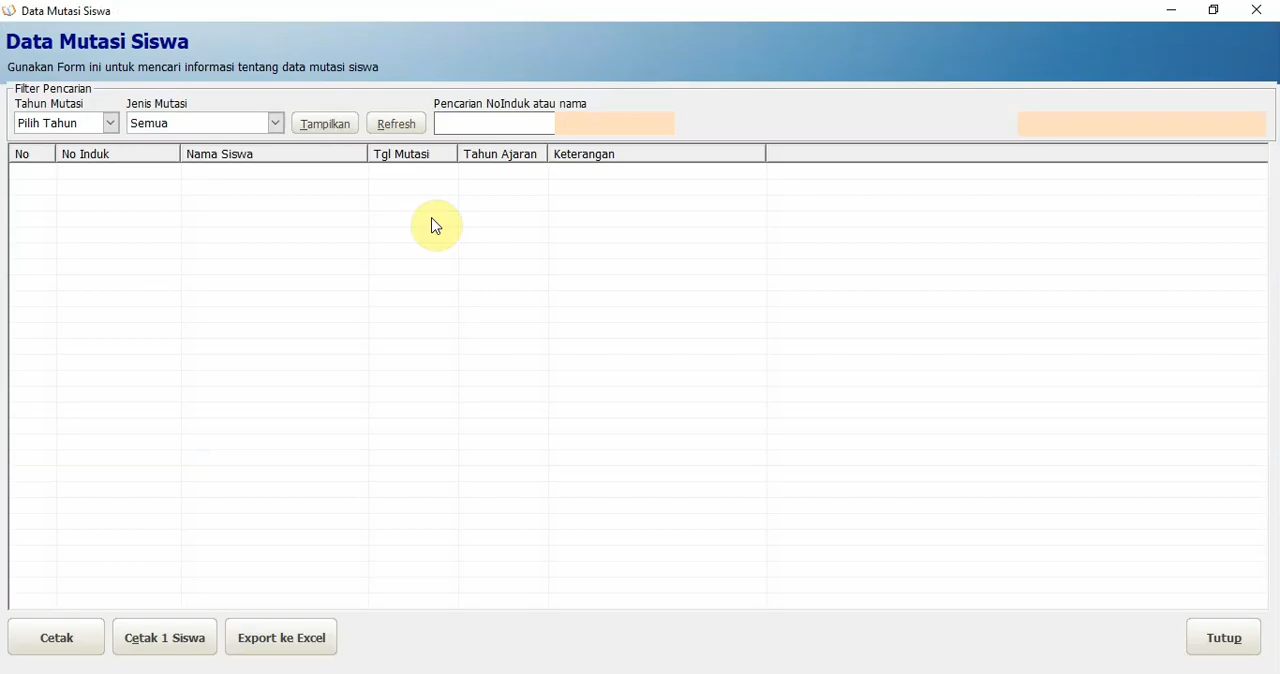 Data Mutasi Siswa
Data Mutasi Siswa
Gunakan Form ini untuk mencari informasi tentang data mutasi siswa
Filter Pencarian
Tahun Mutasi Jenis Mutasi Pencarian NoInduk atau nama
Pilih Tahun Semua Tampilkan Refresh
No No Induk Nama Siswa Tgl Mutasi Tahun Ajaran Keterangan
Cetak Cetak 1 Siswa Export ke Excel Tutup